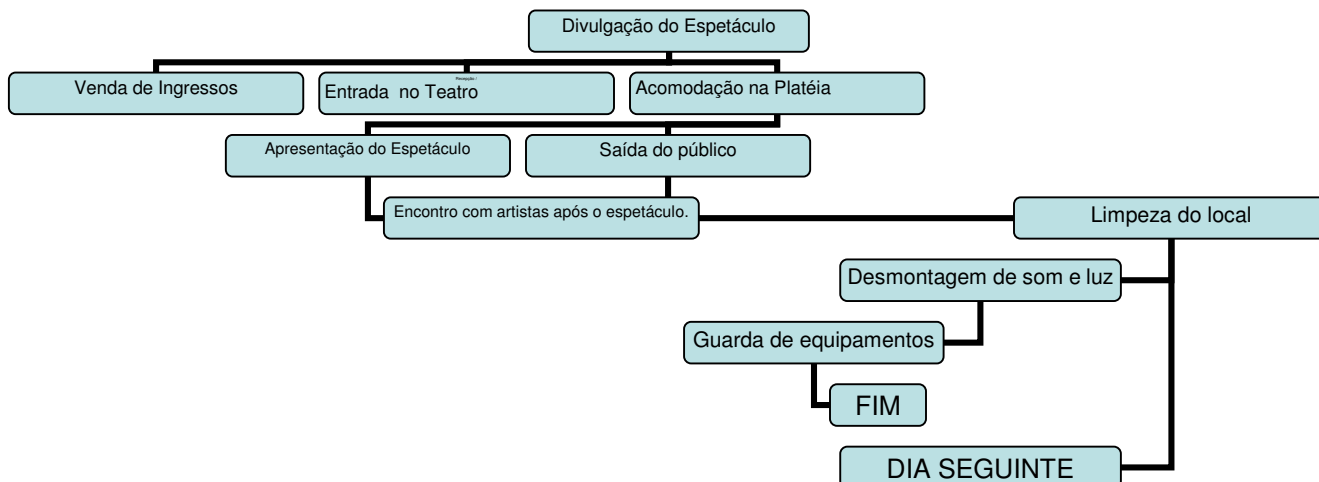 Divulgação do Espetáculo
Venda de Ingressos
Recepção /
Entrada no Teatro
Acomodação na Platéia
Apresentação do Espetáculo
Saída do público
Encontro com artistas após o espetáculo.
Limpeza do local
Desmontagem de som e luz
Guarda de equipamentos
FIM
DIA SEGUINTE